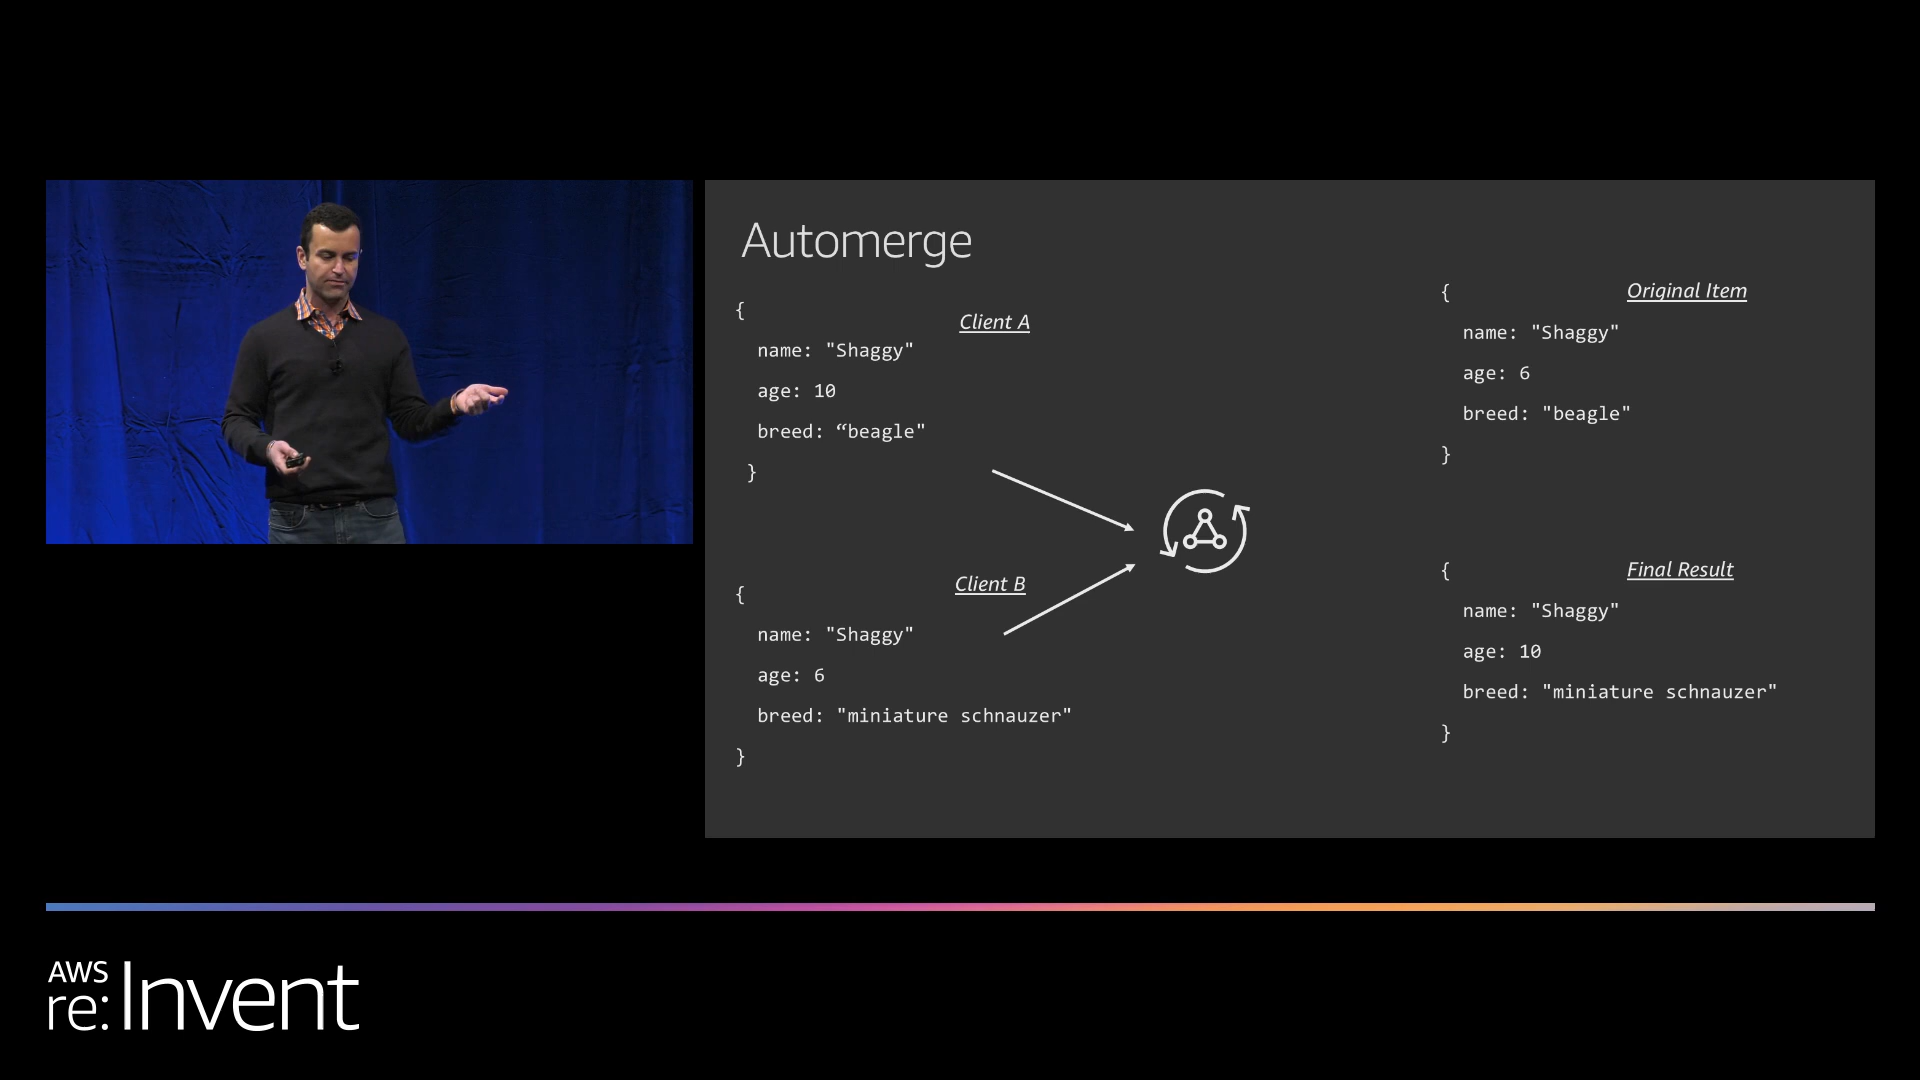 Automerge
{
Client A
name: "Shaggy"
age: 10
breed: “beagle"
}
{
Client B
name: "Shaggy"
age: 6
breed: "miniature schnauzer"
}
{
Original Item
name: "Shaggy"
age: 6
breed: "beagle"
}
{
Final Result
name: "Shaggy"
age: 10
breed: "miniature schnauzer"
}
AWS
re:Invent